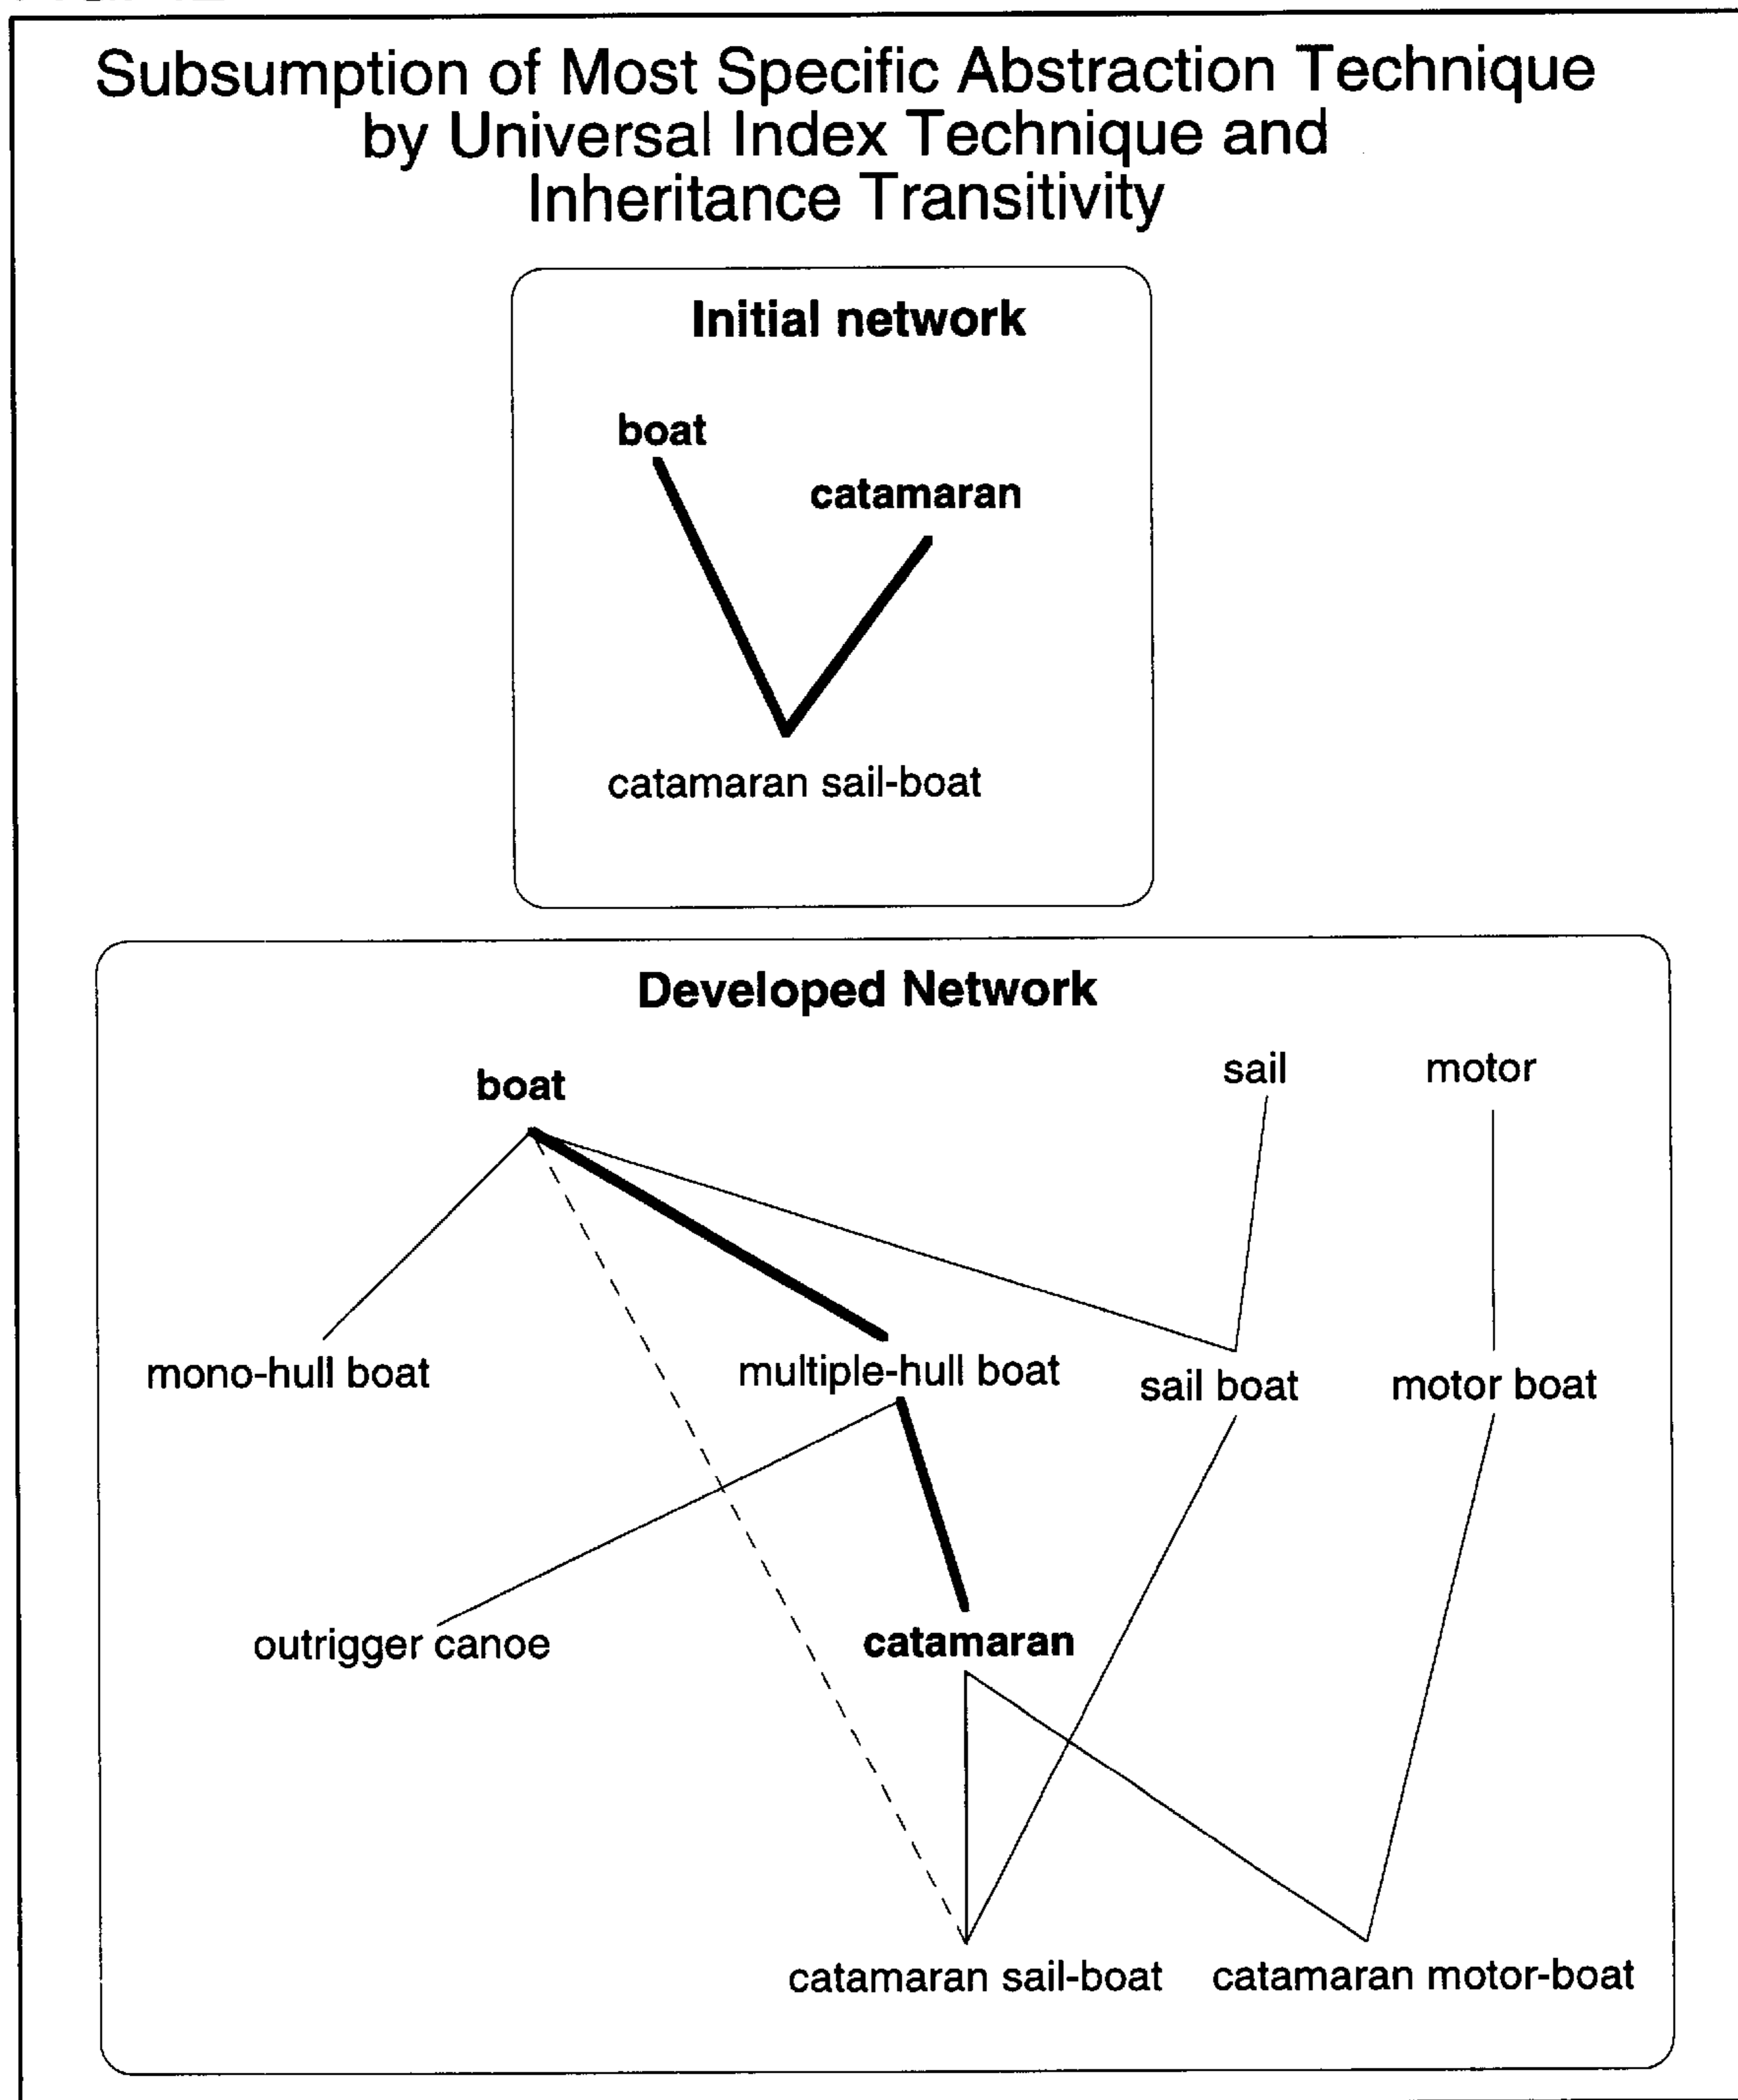 Subsumption of Most Specific Abstraction Technique
by Universal Index Technique and
Inheritance Transitivity
Initial network
boat
catamaran
catamaran sail-boat
Developed Network
boat
sail
motor
mono-hull boat
multiple-hull boat
sail boat
motor boat
outrigger canoe
catamaran
catamaran sail-boat
catamaran motor-boat